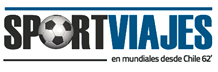 SPORTVIAJES
en mundiales desde Chile 62'